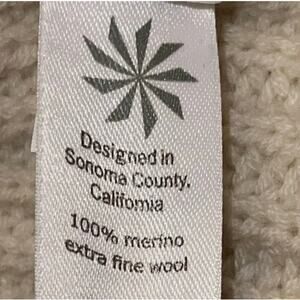 Designed in
Sonoma County,
California
100% merino
extra fine wool